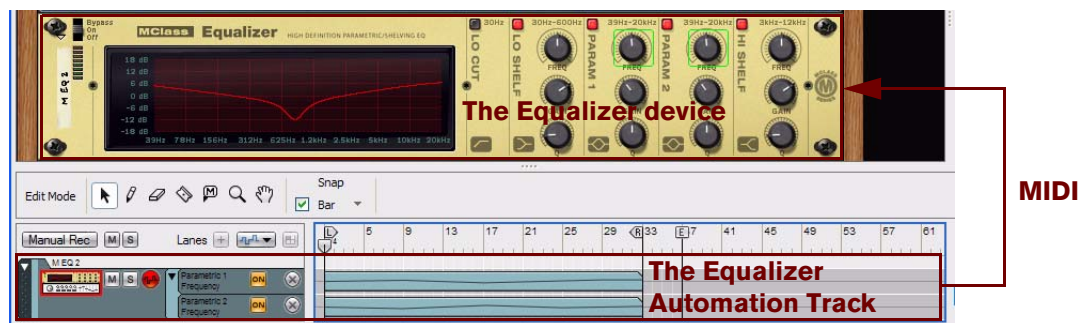 Bypass
On
Off
MClass Equalizer HIGH DEFINITION PARAMETRIC/SHELVING EQ
30Hz 30Hz-600Hz 39Hz-20kHz 39Hz-20kHz 3kHz-12kHz
LO CUT
LO SHELF
PARAM 1
PARAM 2
HI SHELF
FREQ FREQ FREQ FREQ
18 dB
12 dB
6 dB
0 dB
-6 dB
-12 dB
-18 dB
39Hz 78Hz 156Hz 312Hz 625Hz 1.2kHz 2.5kHz 5kHz 10kHz 20kHz
M EQ 2
GAIN
Q Q Q Q
The Equalizer device
MIDI
Edit Mode
M
Snap
Bar
Manual Rec M S Lanes +
L 5 9 13 17 21 25 29 R 33 E 37 41 45 49 53 57 61
M EQ 2
M S
Parametric 1
Frequency
ON
Parametric 2
Frequency
ON
The Equalizer
Automation Track